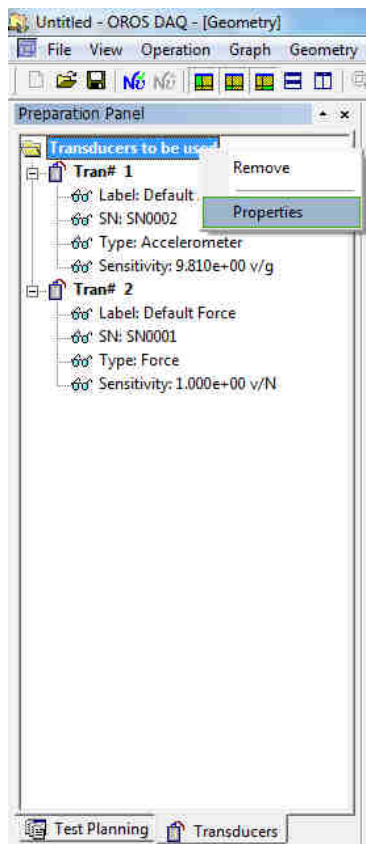 Untitled - OROS DAQ - [Geometry]
File View Operation Graph Geometry
Preparation Panel
Transducers to be used
Remove
Properties
Tran# 1
Label: Default
SN: SN0002
Type: Accelerometer
Sensitivity: 9.810e+00 v/g
Tran# 2
Label: Default Force
SN: SN0001
Type: Force
Sensitivity: 1.000e+00 v/N
Test Planning
Transducers